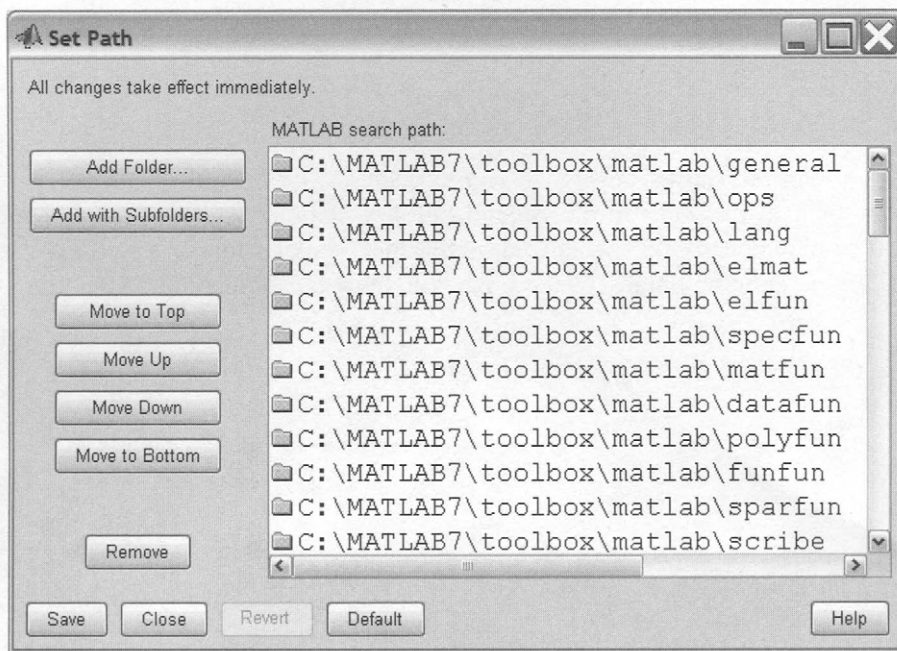 Set Path
All changes take effect immediately.
MATLAB search path:
Add Folder...
Add with Subfolders...
Move to Top
Move Up
Move Down
Move to Bottom
Remove
C:\MATLAB7\toolbox\matlab\general
C:\MATLAB7\toolbox\matlab\ops
C:\MATLAB7\toolbox\matlab\lang
C:\MATLAB7\toolbox\matlab\elmat
C:\MATLAB7\toolbox\matlab\elfun
C:\MATLAB7\toolbox\matlab\specfun
C:\MATLAB7\toolbox\matlab\matfun
C:\MATLAB7\toolbox\matlab\datafun
C:\MATLAB7\toolbox\matlab\polyfun
C:\MATLAB7\toolbox\matlab\funfun
C:\MATLAB7\toolbox\matlab\sparfun
C:\MATLAB7\toolbox\matlab\scribe
Save
Close
Revert
Default
Help